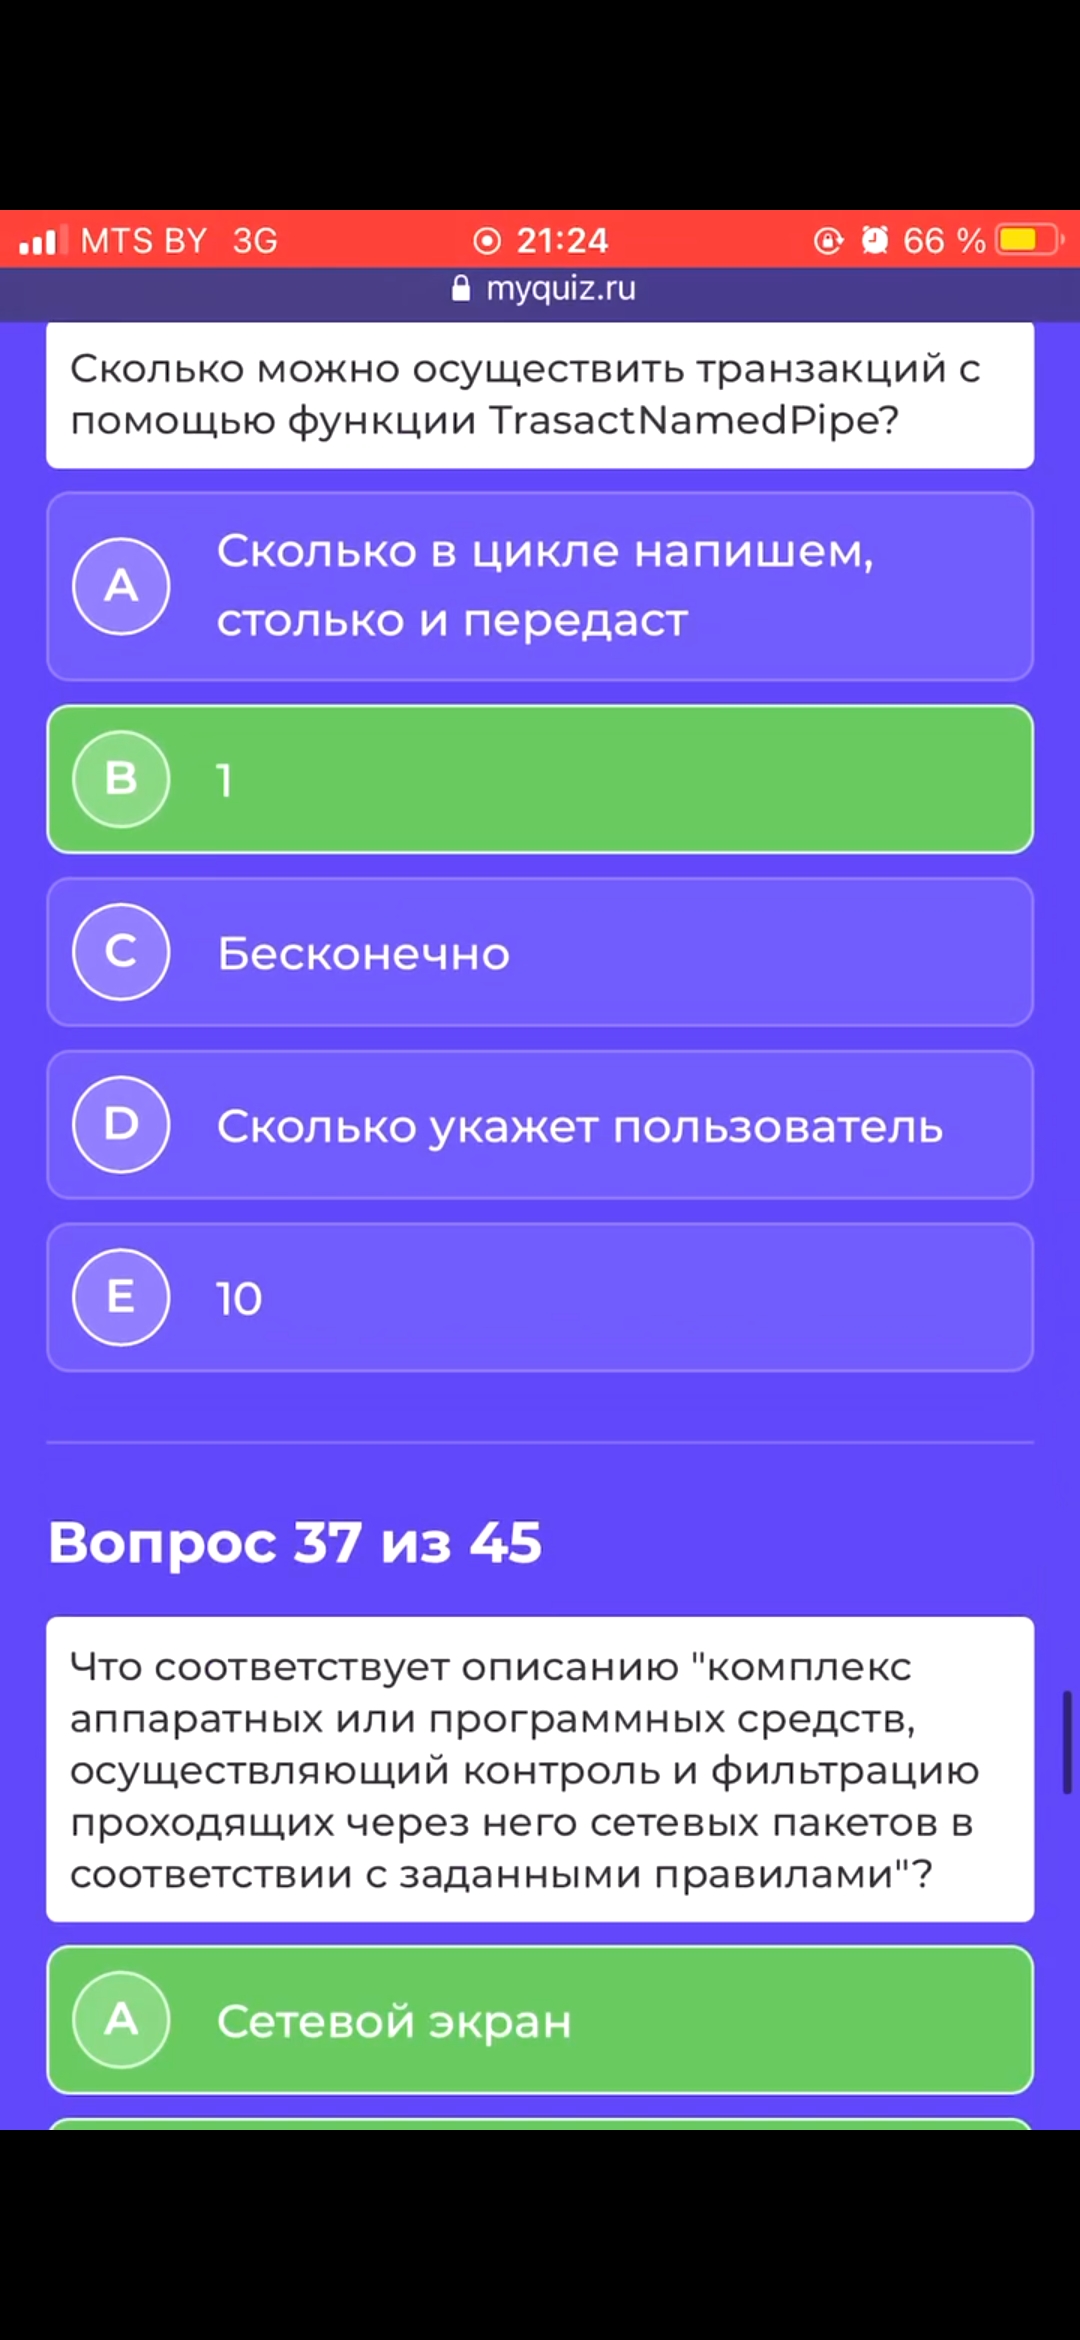 MTS BY 3G 21:24 66 %
myquiz.ru
Сколько можно осуществить транзакций с
помощью функции TrasactNamedPipe?
A Сколько в цикле напишем,
столько и передаст
B 1
C Бесконечно
D Сколько укажет пользователь
E 10
Вопрос 37 из 45
Что соответствует описанию "комплекс
аппаратных или программных средств,
осуществляющий контроль и фильтрацию
проходящих через него сетевых пакетов в
соответствии с заданными правилами"?
A Сетевой экран